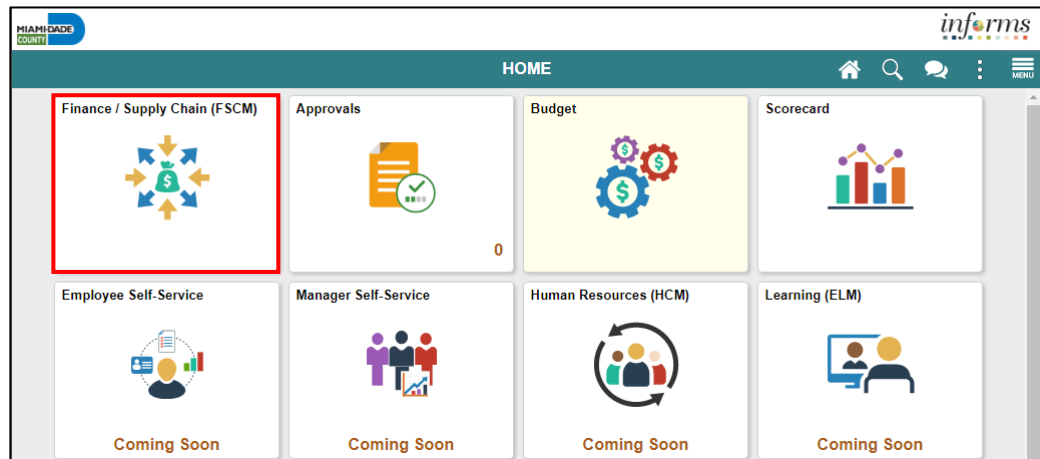 MIAMI-DADE
COUNTY
informs
HOME
MENU
Finance / Supply Chain (FSCM)
Approvals
Budget
Scorecard
$
$
$
$
0
Employee Self-Service
Manager Self-Service
Human Resources (HCM)
Learning (ELM)
Coming Soon
Coming Soon
Coming Soon
Coming Soon